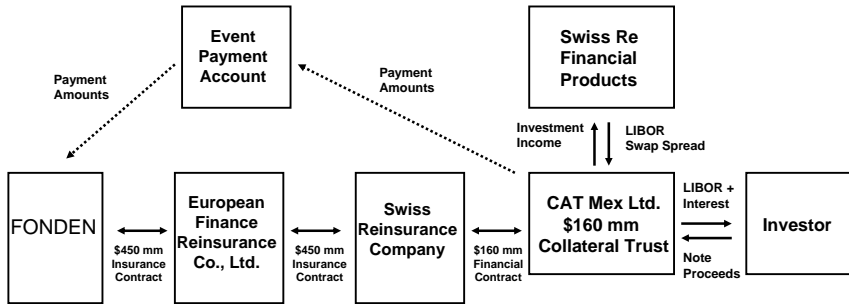 Event
Payment
Account
Swiss Re
Financial
Products
Payment
Amounts
Payment
Amounts
Investment
Income
LIBOR
Swap Spread
FONDEN
European
Finance
Reinsurance
Co., Ltd.
Swiss
Reinsurance
Company
CAT Mex Ltd.
$160 mm
Collateral Trust
LIBOR +
Interest
Investor
Note
Proceeds
$450 mm
Insurance
Contract
$450 mm
Insurance
Contract
$160 mm
Financial
Contract